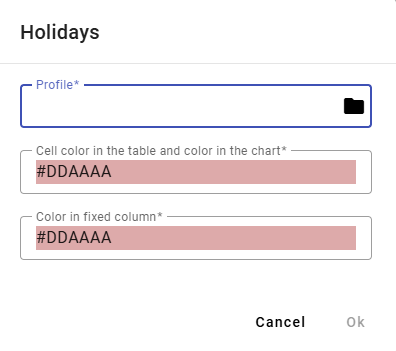 Holidays
Profile*
Cell color in the table and color in the chart*
#DDAAAA
Color in fixed column*
#DDAAAA
Cancel Ok